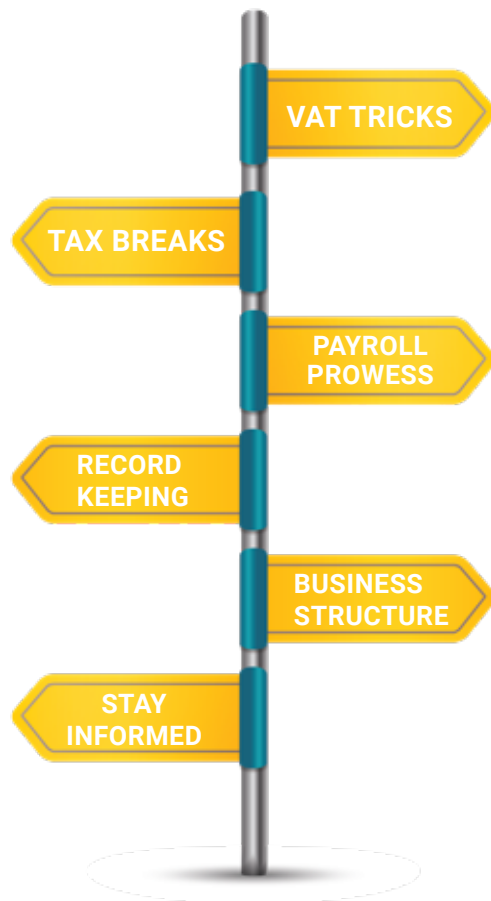 VAT TRICKS
TAX BREAKS
PAYROLL
PROWESS
RECORD
KEEPING
BUSINESS
STRUCTURE
STAY
INFORMED